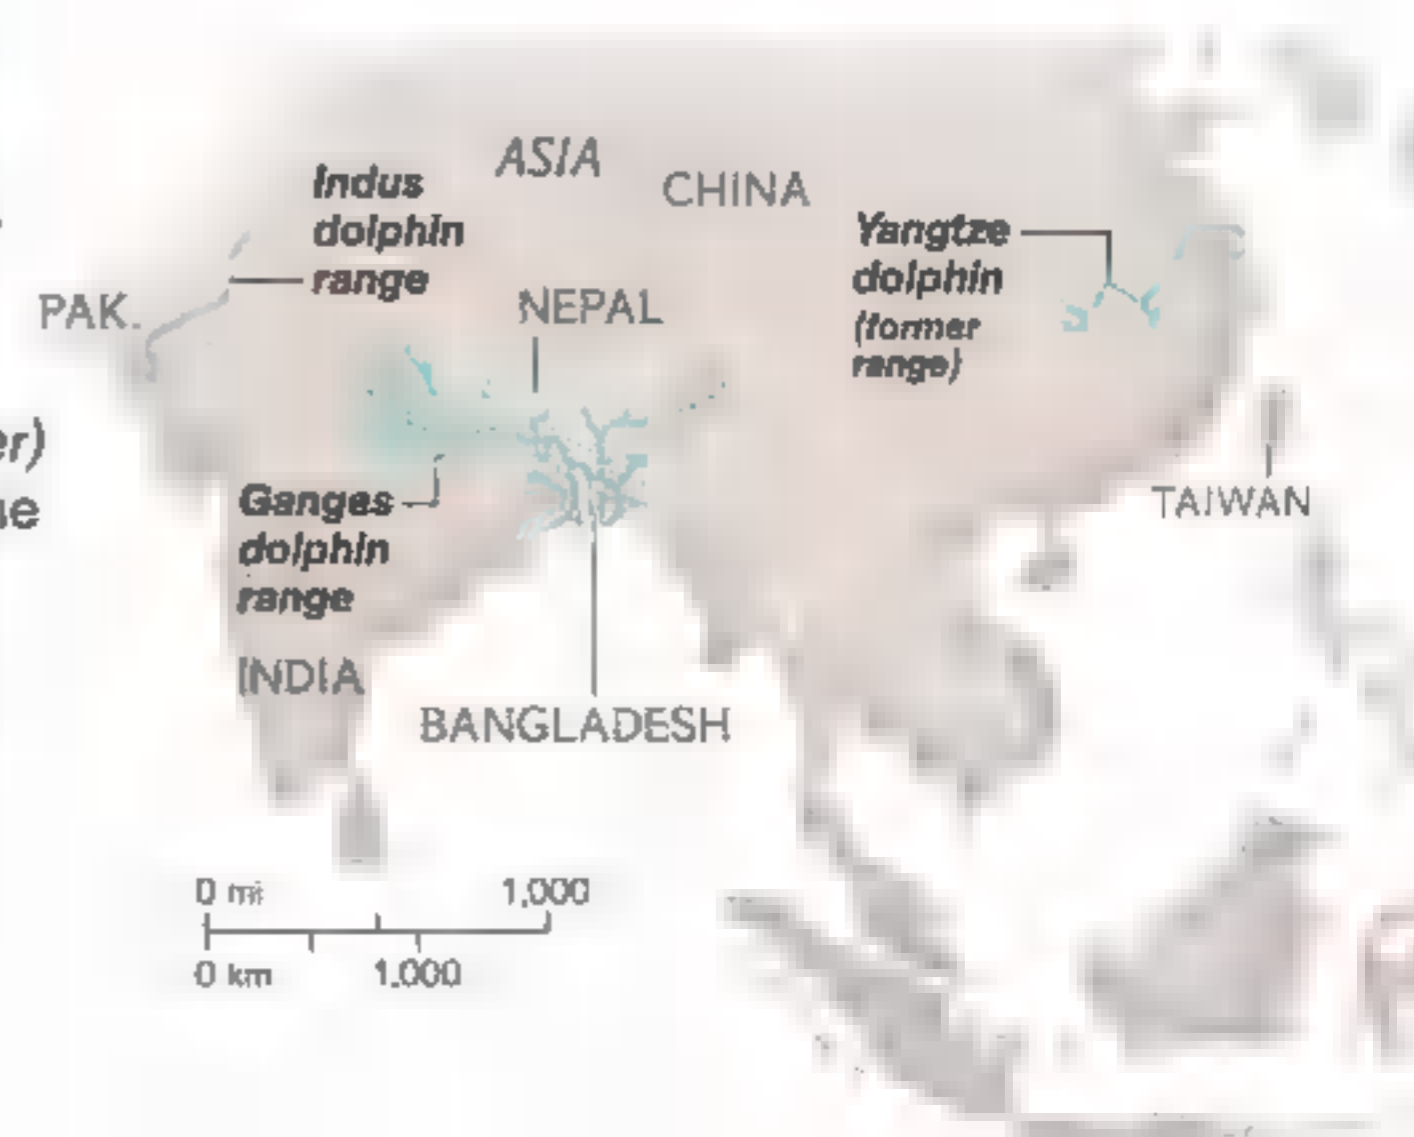 ASIA
CHINA
Indus
dolphin
range
PAK.
NEPAL
Yangtze
dolphin
(former
range)
er)
Ganges
dolphin
range
TAIWAN
INDIA
BANGLADESH
0 mi 1,000
0 km 1,000